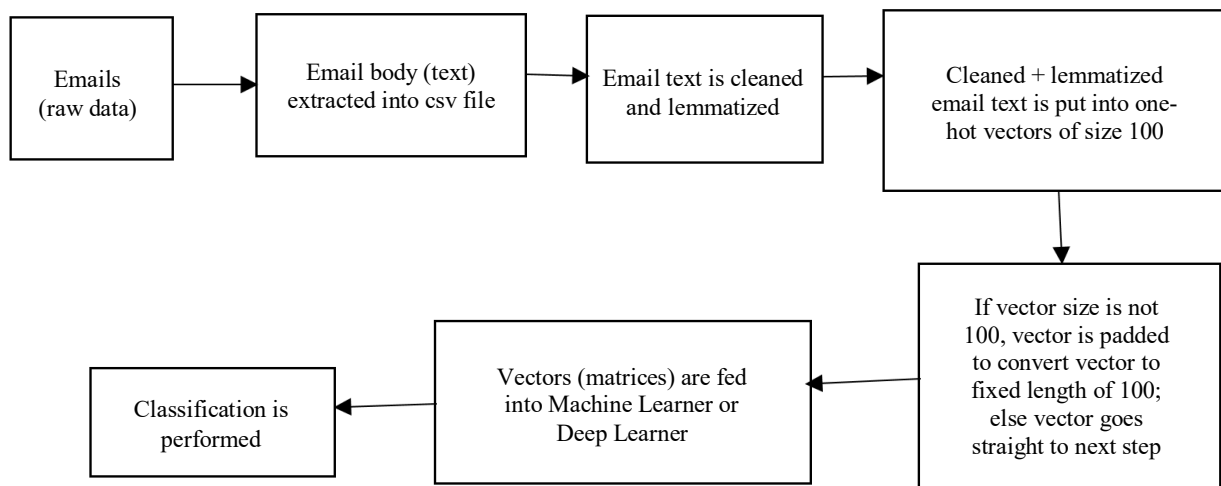 Emails
(raw data)
Email body (text)
extracted into csv file
Email text is cleaned
and lemmatized
Cleaned + lemmatized
email text is put into one-
hot vectors of size 100
If vector size is not
100, vector is padded
to convert vector to
fixed length of 100;
else vector goes
straight to next step
Vectors (matrices) are fed
into Machine Learner or
Deep Learner
Classification is
performed